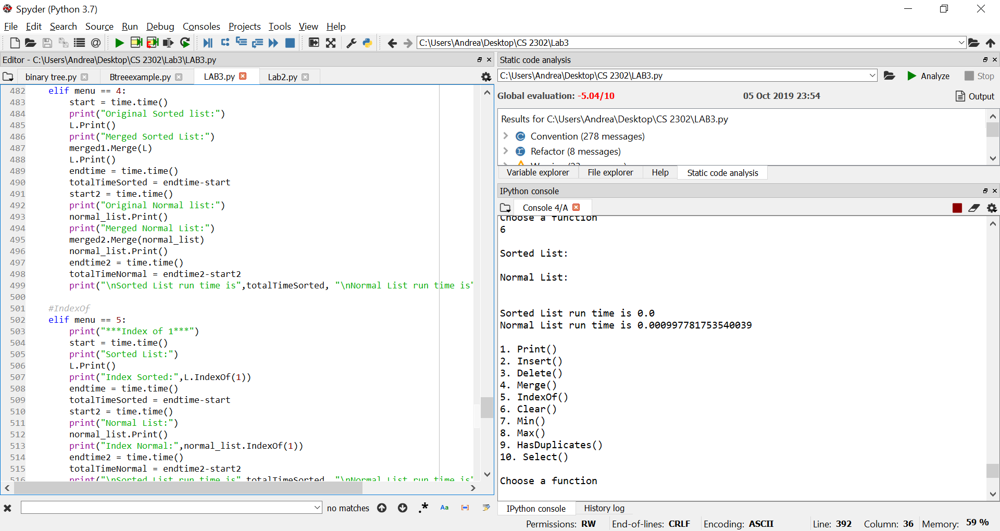 Spyder (Python 3.7)
File Edit Search Source Run Debug Consoles Projects Tools View Help
C:\Users\Andrea\Desktop\CS 2302\Lab3
Editor - C:\Users\Andrea\Desktop\CS 2302\Lab3\LAB3.py
binary tree.py Btreeexample.py LAB3.py Lab2.py
482 elif menu == 4:
483 start = time.time()
484 print("Original Sorted list:")
485 L.Print()
486 print("Merged Sorted List:")
487 merged1.Merge(L)
488 L.Print()
489 endtime = time.time()
490 totalTimeSorted = endtime-start
491 start2 = time.time()
492 print("Original Normal list:")
493 normal_list.Print()
494 print("Merged Normal List:")
495 merged2.Merge(normal_list)
496 normal_list.Print()
497 endtime2 = time.time()
498 totalTimeNormal = endtime2-start2
499 print("\nSorted List run time is",totalTimeSorted, "\nNormal List run time is"
500
501 #IndexOf
502 elif menu == 5:
503 print("***Index of 1***")
504 start = time.time()
505 print("Sorted List:")
506 L.Print()
507 print("Index Sorted:",L.IndexOf(1))
508 endtime = time.time()
509 totalTimeSorted = endtime-start
510 start2 = time.time()
511 print("Normal List:")
512 normal_list.Print()
513 print("Index Normal:",normal_list.IndexOf(1))
514 endtime2 = time.time()
515 totalTimeNormal = endtime2-start2
516 print("\nSorted List run time is",totalTimeSorted, "\nNormal List run time is"
no matches
.* Aa
Static code analysis
C:\Users\Andrea\Desktop\CS 2302\LAB3.py Analyze Stop
Global evaluation: -5.04/10 05 Oct 2019 23:54 Output
Results for C:\Users\Andrea\Desktop\CS 2302\LAB3.py
Convention (278 messages)
Refactor (8 messages)
Variable explorer File explorer Help Static code analysis
IPython console
Console 4/A
Choose a function
6
Sorted List:
Normal List:
Sorted List run time is 0.0
Normal List run time is 0.000997781753540039
1. Print()
2. Insert()
3. Delete()
4. Merge()
5. IndexOf()
6. Clear()
7. Min()
8. Max()
9. HasDuplicates()
10. Select()
Choose a function
IPython console History log
Permissions: RW End-of-lines: CRLF Encoding: ASCII Line: 392 Column: 36 Memory: 59 %